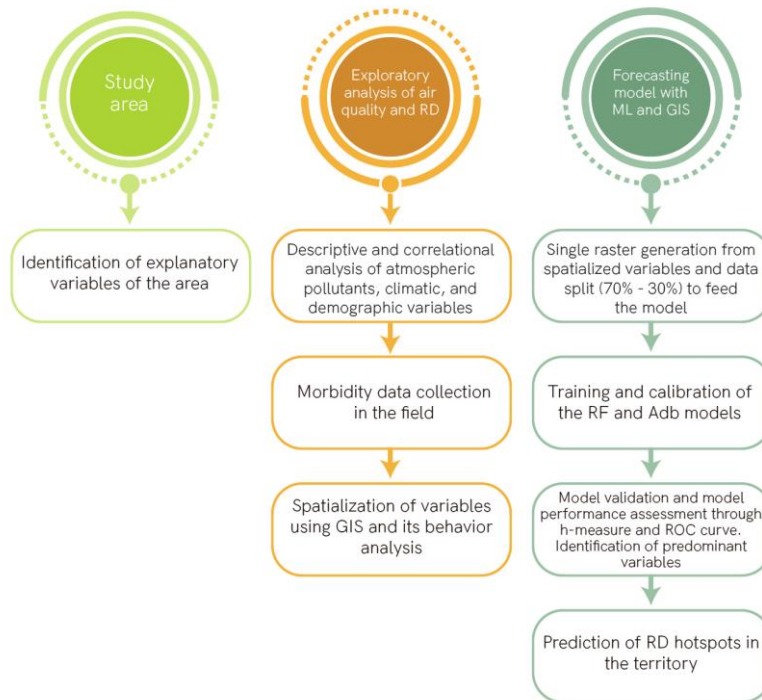 Study
area
Identification of explanatory
variables of the area
Exploratory
analysis of air
quality and RD
Descriptive and correlational
analysis of atmospheric
pollutants, climatic, and
demographic variables
Morbidity data collection
in the field
Spatialization of variables
using GIS and its behavior
analysis
Forecasting
model with
ML and GIS
Single raster generation from
spatialized variables and data
split (70% - 30%) to feed
the model
Training and calibration of
the RF and Adb models
Model validation and model
performance assessment through
h-measure and ROC curve.
Identification of predominant
variables
Prediction of RD hotspots in
the territory